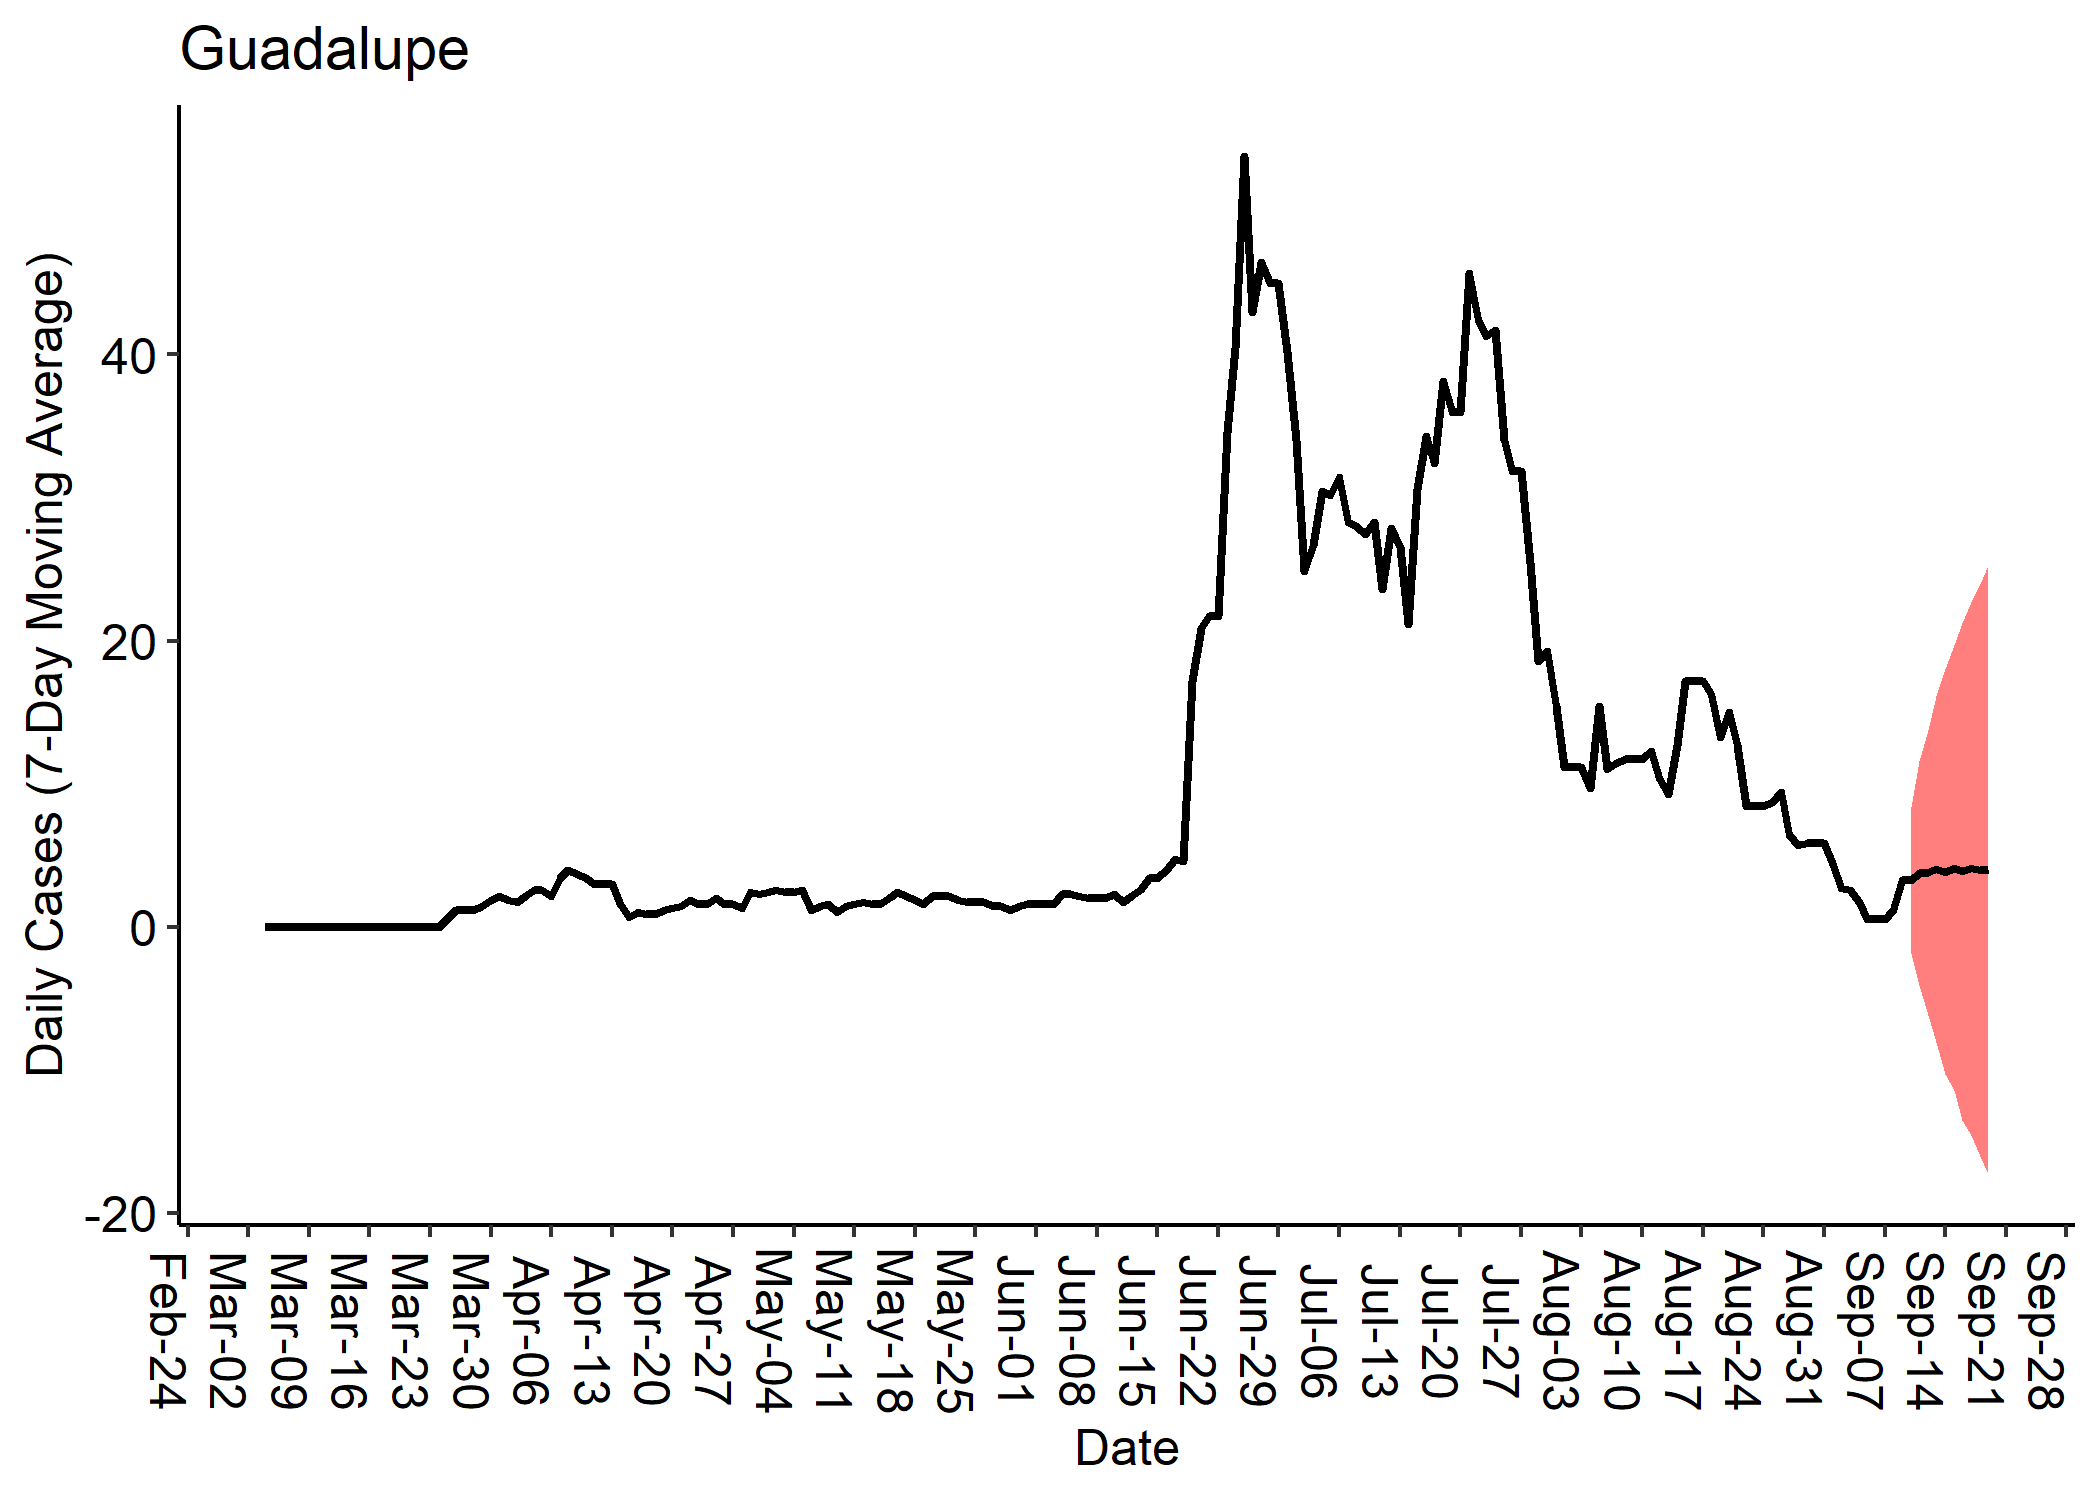 Guadalupe
Daily Cases (7-Day Moving Average)
40
20
0
-20
Feb-24
Mar-02
Mar-09
Mar-16
Mar-23
Mar-30
Apr-06
Apr-13
Apr-20
Apr-27
May-04
May-11
May-18
May-25
Jun-01
Jun-08
Jun-15
Jun-22
Jun-29
Jul-06
Jul-13
Jul-20
Jul-27
Aug-03
Aug-10
Aug-17
Aug-24
Aug-31
Sep-07
Sep-14
Sep-21
Sep-28
Date